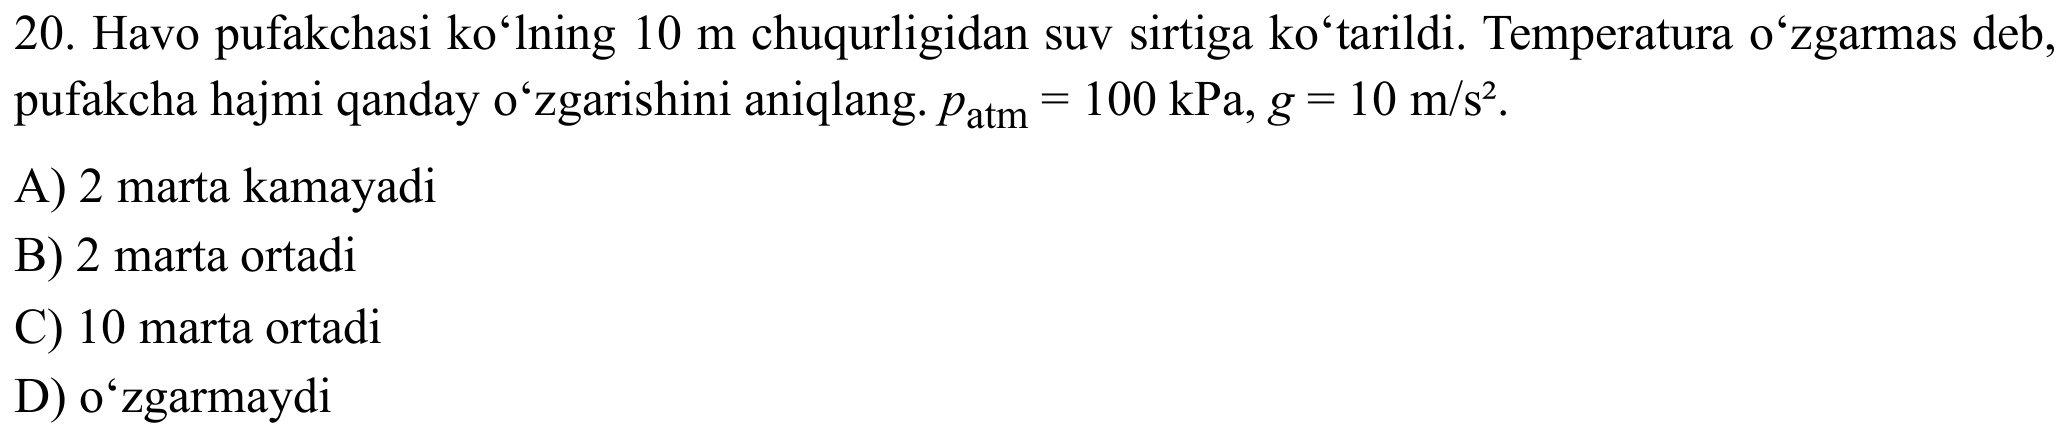 20. Havo pufakchasi ko‘lning 10 m chuqurligidan suv sirtiga ko‘tarildi. Temperatura o‘zgarmas deb,
pufakcha hajmi qanday o‘zgarishini aniqlang. p_atm = 100 kPa, g = 10 m/s².
A) 2 marta kamayadi
B) 2 marta ortadi
C) 10 marta ortadi
D) o‘zgarmaydi